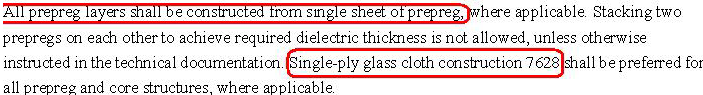 All prepreg layers shall be constructed from single sheet of prepreg, where applicable. Stacking two
prepregs on each other to achieve required dielectric thickness is not allowed, unless otherwise
instructed in the technical documentation. Single-ply glass cloth construction 7628 shall be preferred for
all prepreg and core structures, where applicable.